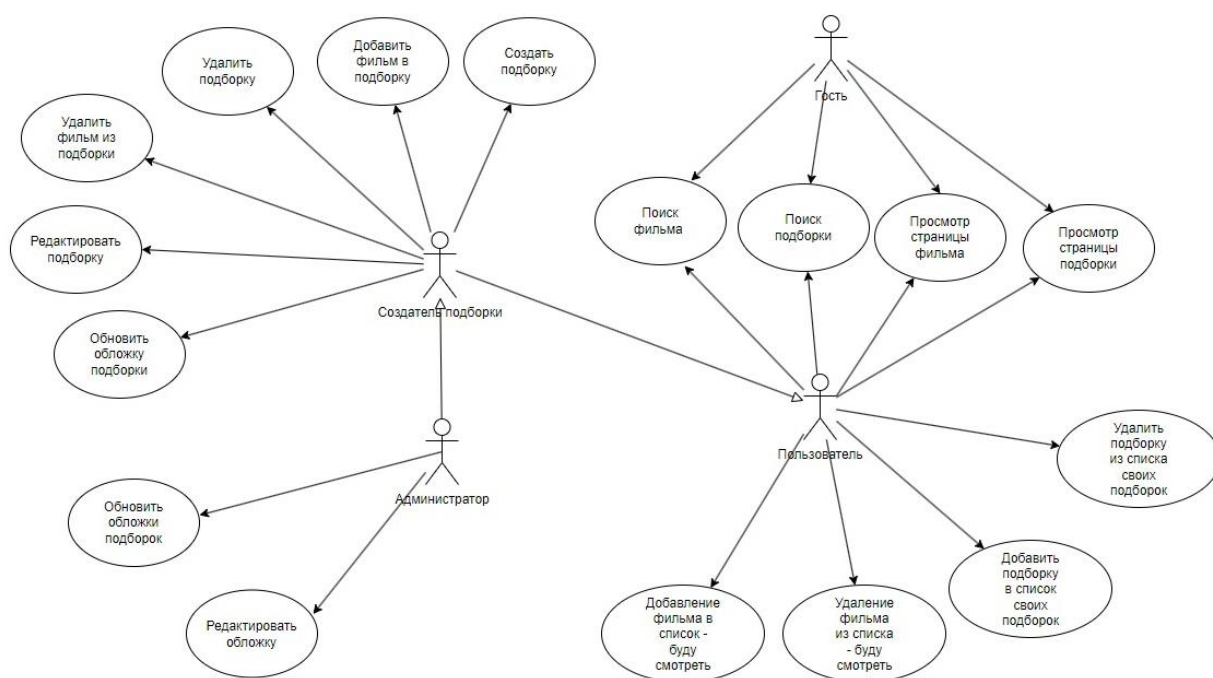 Удалить
подборку
Добавить
фильм в
подборку
Создать
подборку
Гость
Удалить
фильм из
подборки
Поиск
фильма
Поиск
подборки
Просмотр
страницы
фильма
Просмотр
страницы
подборки
Редактировать
подборку
Создатель подборки
Обновить
обложку
подборки
Пользователь
Удалить
подборку
из списка
своих
подборок
Администратор
Обновить
обложки
подборок
Добавить
подборку
в список
своих
подборок
Редактировать
обложку
Добавление
фильма в
список -
буду
смотреть
Удаление
фильма
из списка
- буду
смотреть